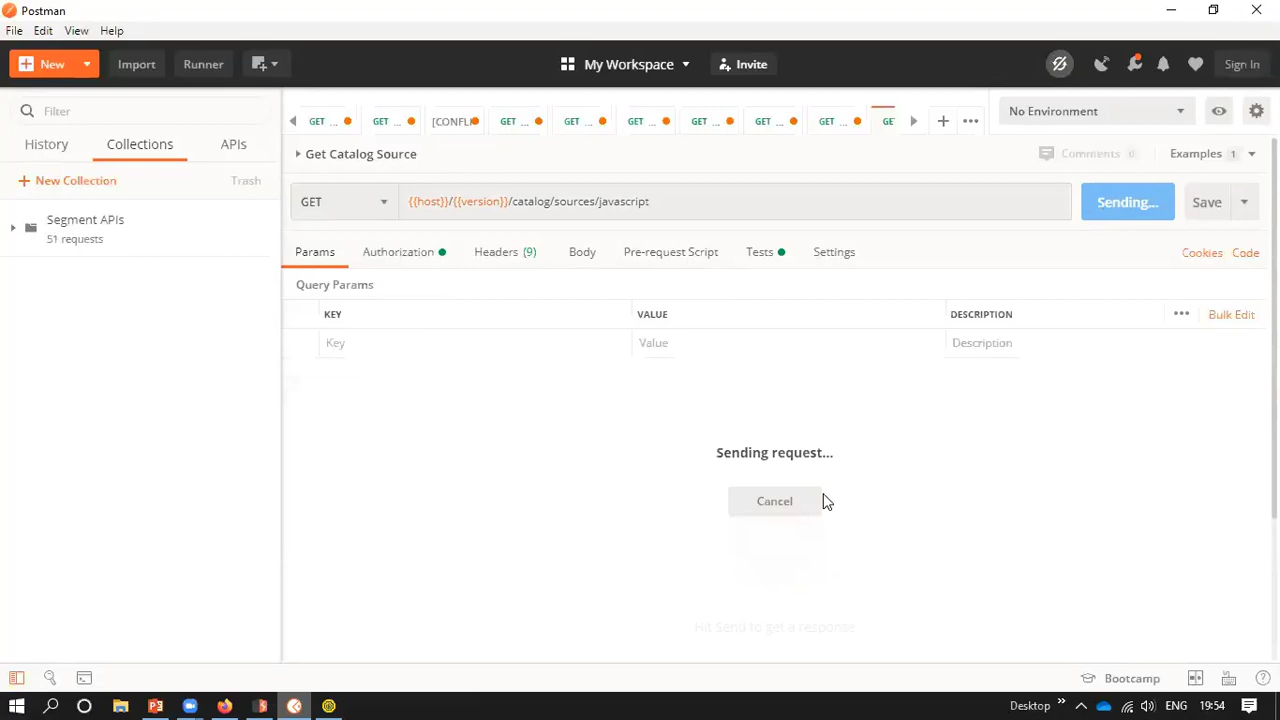 Postman
File Edit View Help
New Import Runner My Workspace Invite Sign In
Filter
GET ... GET ... [CONFLI GET ... GET ... GET ... GET ... GET ... GET ... GE
No Environment
History Collections APIs
Get Catalog Source
Comments 0 Examples 1
New Collection Trash
GET {{host}}/{{version}}/catalog/sources/javascript Sending... Save
Segment APIs
51 requests
Params Authorization Headers (9) Body Pre-request Script Tests Settings Cookies Code
Query Params
KEY VALUE DESCRIPTION Bulk Edit
Key Value Description
Sending request...
Cancel
Hit Send to get a response
Bootcamp
Desktop ENG 19:54